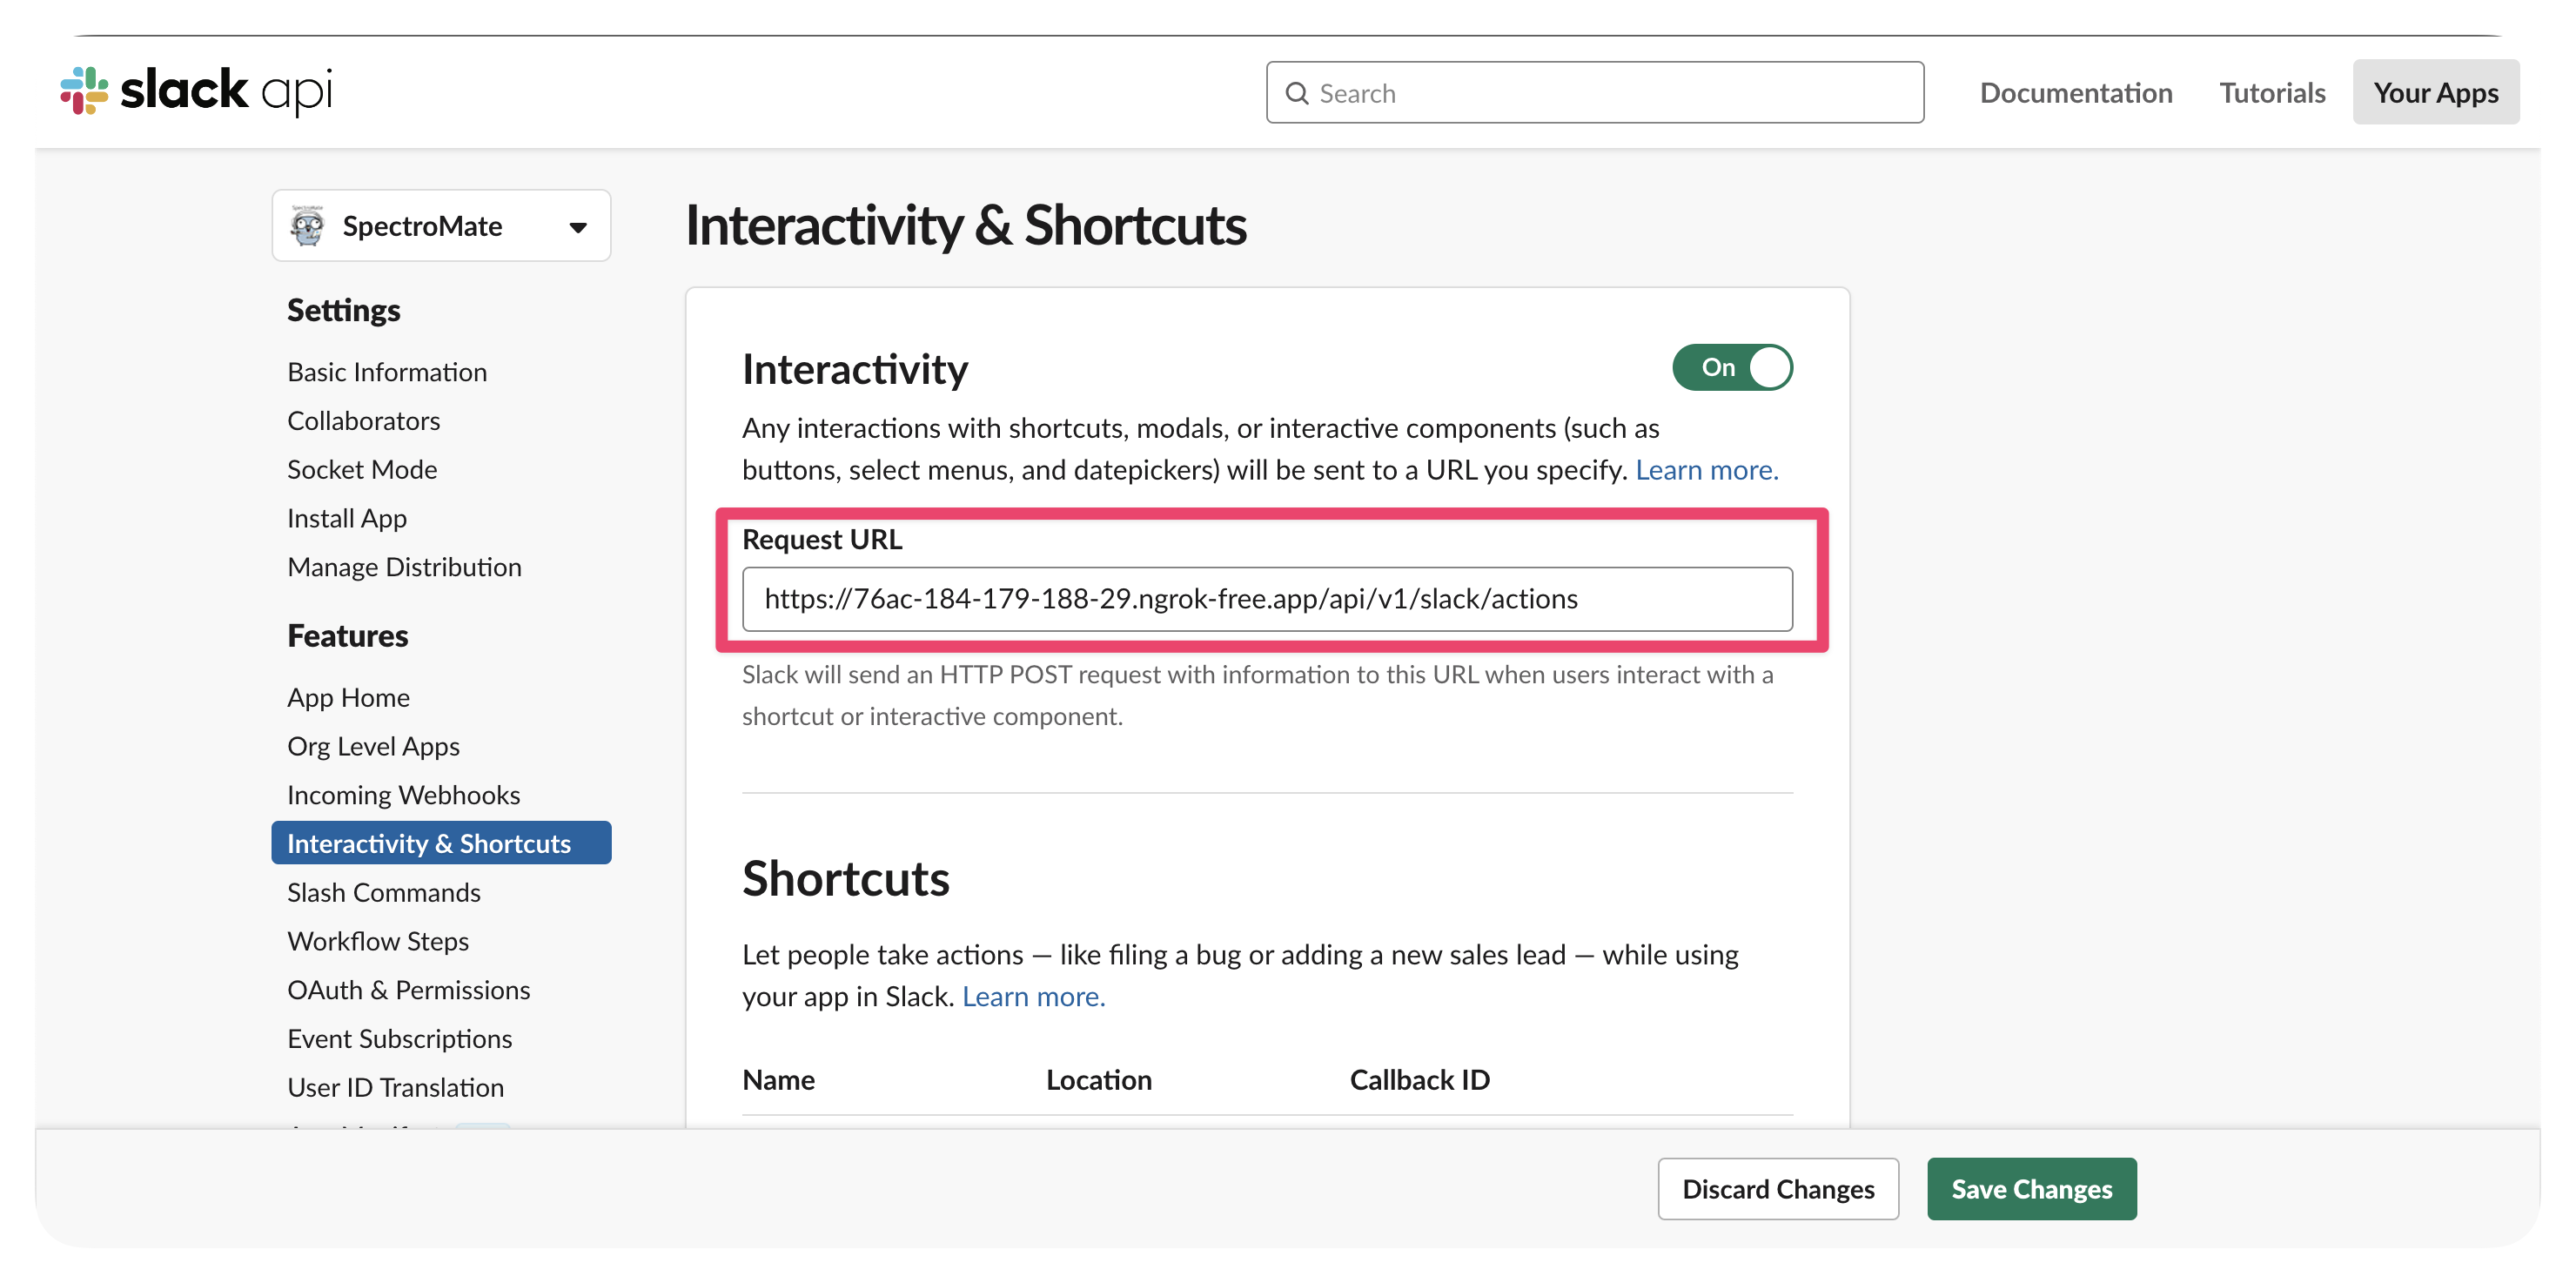 slack api
Search
Documentation
Tutorials
Your Apps
SpectroMate
Settings
Basic Information
Collaborators
Socket Mode
Install App
Manage Distribution
Features
App Home
Org Level Apps
Incoming Webhooks
Interactivity & Shortcuts
Slash Commands
Workflow Steps
OAuth & Permissions
Event Subscriptions
User ID Translation
Interactivity & Shortcuts
Interactivity
On
Any interactions with shortcuts, modals, or interactive components (such as
buttons, select menus, and datepickers) will be sent to a URL you specify. Learn more.
Request URL
https://76ac-184-179-188-29.ngrok-free.app/api/v1/slack/actions
Slack will send an HTTP POST request with information to this URL when users interact with a
shortcut or interactive component.
Shortcuts
Let people take actions — like filing a bug or adding a new sales lead — while using
your app in Slack. Learn more.
Name Location Callback ID
Discard Changes
Save Changes